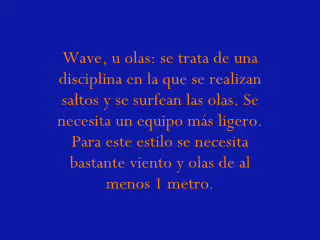 Wave, u olas: se trata de una
disciplina en la que se realizan
saltos y se surfean las olas. Se
necesita un equipo más ligero.
Para este estilo se necesita
bastante viento y olas de al
menos 1 metro.